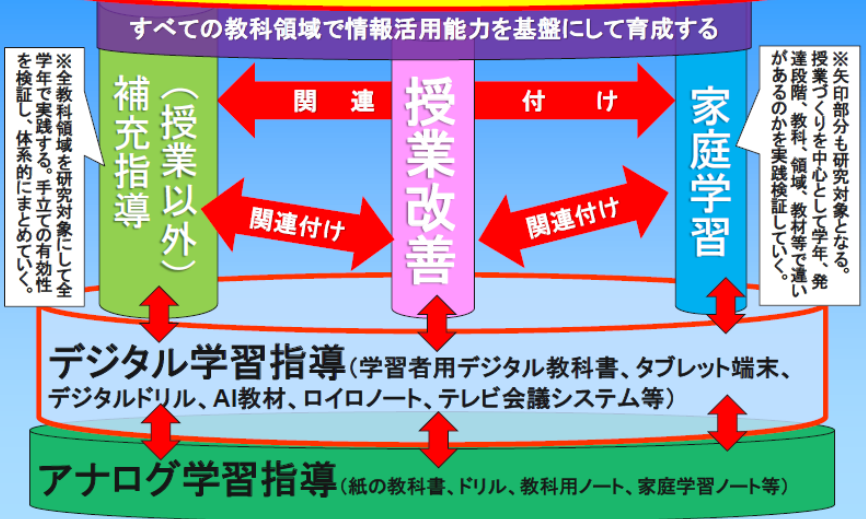 すべての教科領域で情報活用能力を基盤にして育成する
※全教科領域を研究対象にして全
学年で実践する。手立ての有効性
を検証し、体系的にまとめていく。
（授業以外）
補充指導
関連付け
授業改善
家庭学習
※矢印部分も研究対象となる。
授業づくりを中心として学年、発
達段階、教科、領域、教材等で違い
があるのかを実践検証していく。
関連付け
関連付け
デジタル学習指導（学習者用デジタル教科書、タブレット端末、
デジタルドリル、AI教材、ロイロノート、テレビ会議システム等）
アナログ学習指導（紙の教科書、ドリル、教科用ノート、家庭学習ノート等）